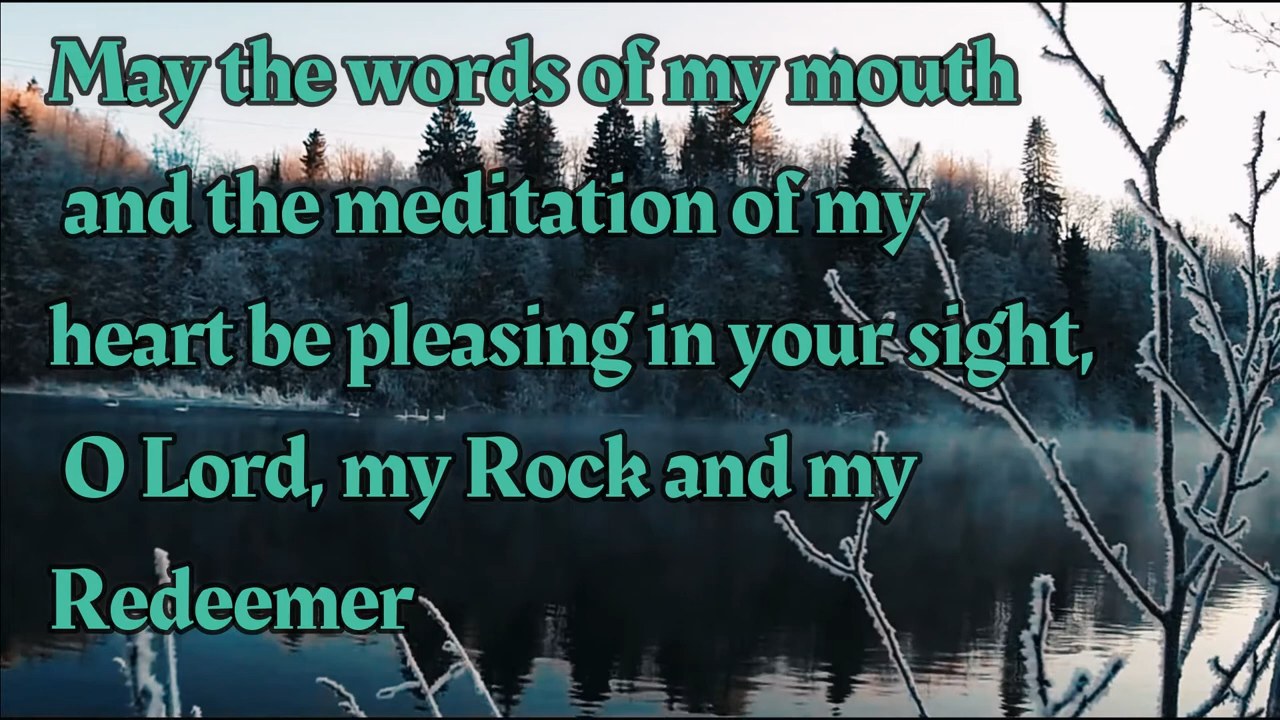 May the words of my mouth
and the meditation of my
heart be pleasing in your sight,
O Lord, my Rock and my
Redeemer